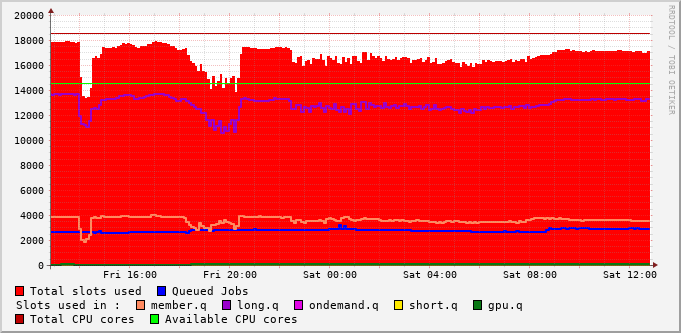 20000
18000
16000
14000
12000
10000
8000
6000
4000
2000
0
Fri 16:00 Fri 20:00 Sat 00:00 Sat 04:00 Sat 08:00 Sat 12:00
RRDTOOL / TOBI OETIKER
Total slots used Queued Jobs
Slots used in : member.q long.q ondemand.q short.q gpu.q
Total CPU cores Available CPU cores